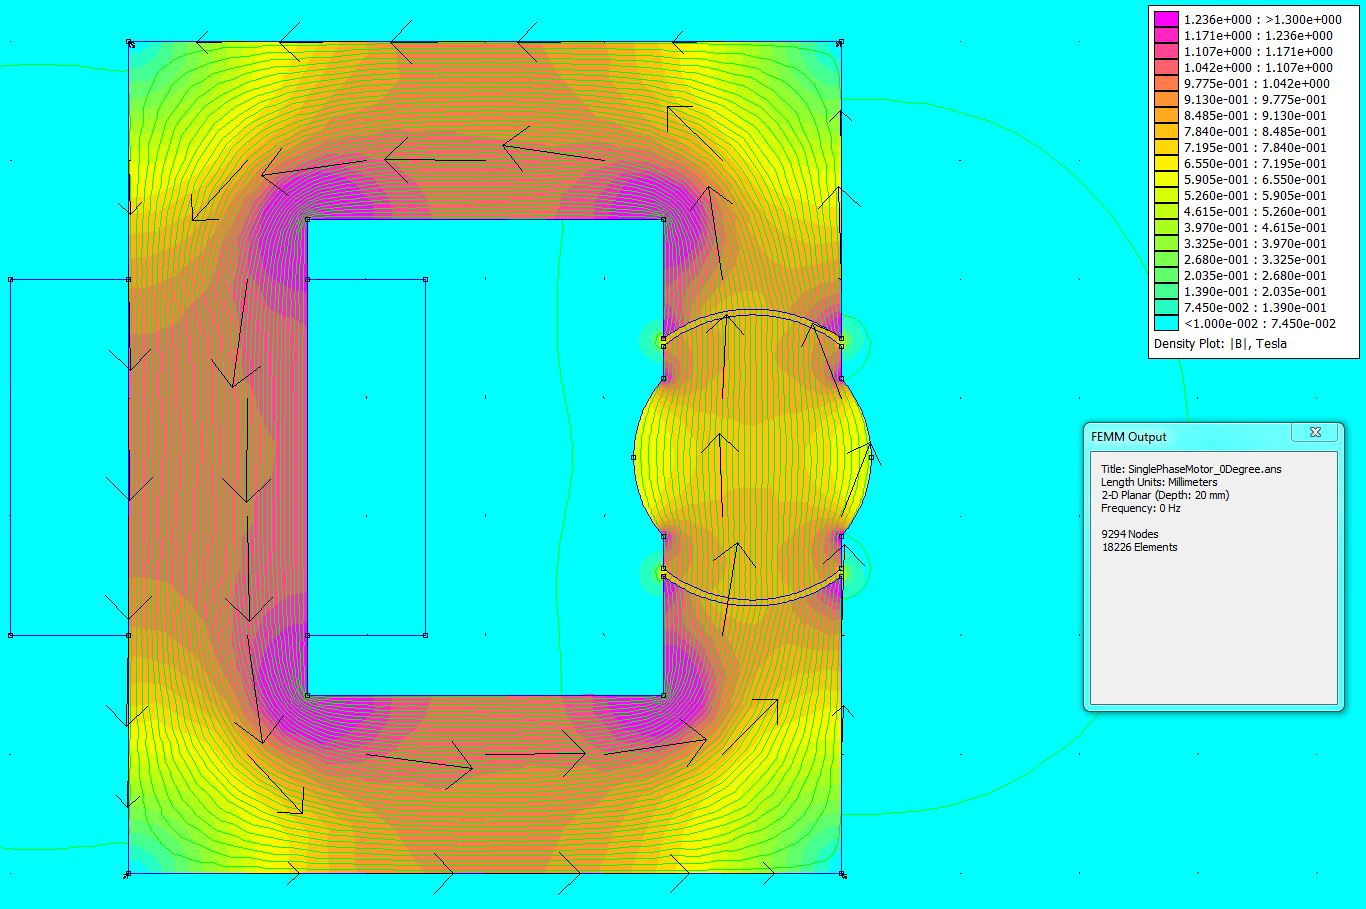 1.236e+000 : >1.300e+000
1.171e+000 : 1.236e+000
1.107e+000 : 1.171e+000
1.042e+000 : 1.107e+000
9.775e-001 : 1.042e+000
9.130e-001 : 9.775e-001
8.485e-001 : 9.130e-001
7.840e-001 : 8.485e-001
7.195e-001 : 7.840e-001
6.550e-001 : 7.195e-001
5.905e-001 : 6.550e-001
5.260e-001 : 5.905e-001
4.615e-001 : 5.260e-001
3.970e-001 : 4.615e-001
3.325e-001 : 3.970e-001
2.680e-001 : 3.325e-001
2.035e-001 : 2.680e-001
1.390e-001 : 2.035e-001
7.450e-002 : 1.390e-001
<1.000e-002 : 7.450e-002
Density Plot: |B|, Tesla
FEMM Output
Title: SinglePhaseMotor_0Degree.ans
Length Units: Millimeters
2-D Planar (Depth: 20 mm)
Frequency: 0 Hz
9294 Nodes
18226 Elements